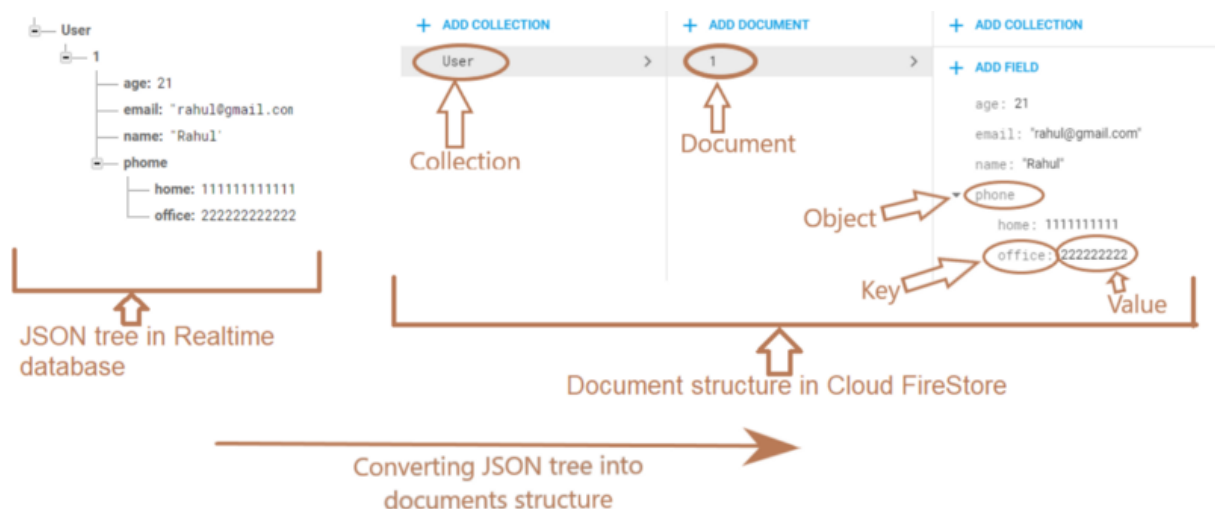 User
1
age: 21
email: "rahul@gmail.com
name: "Rahul'
phome
home: 111111111111
office: 222222222222
JSON tree in Realtime
database
+ ADD COLLECTION
User
Collection
+ ADD DOCUMENT
1
Document
+ ADD COLLECTION
+ ADD FIELD
age: 21
email: "rahul@gmail.com"
name: "Rahul"
phone
Object
home: 1111111111
office: 222222222
Key
Value
Document structure in Cloud FireStore
Converting JSON tree into
documents structure